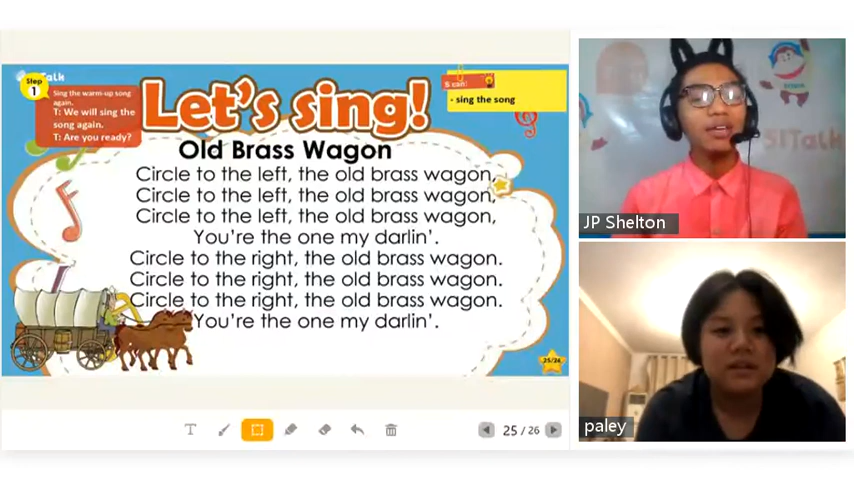 Step
1
Talk
Sing the warm-up song
again.
T: We will sing the
song again.
T: Are you ready?
Let's sing!
S can:
- sing the song
Old Brass Wagon
Circle to the left, the old brass wagon,
Circle to the left, the old brass wagon,
Circle to the left, the old brass wagon,
You're the one my darlin'.
Circle to the right, the old brass wagon.
Circle to the right, the old brass wagon.
Circle to the right, the old brass wagon.
You're the one my darlin'.
25/26
T
25 / 26
51Talk
JP Shelton
paley